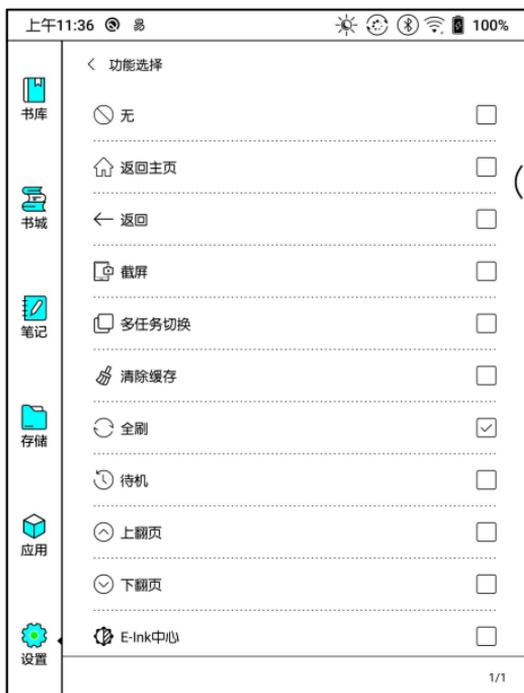 上午11:36
100%
功能选择
无
返回主页
返回
截屏
多任务切换
清除缓存
全刷
待机
上翻页
下翻页
E-Ink中心
书库
书城
笔记
存储
应用
设置
1/1